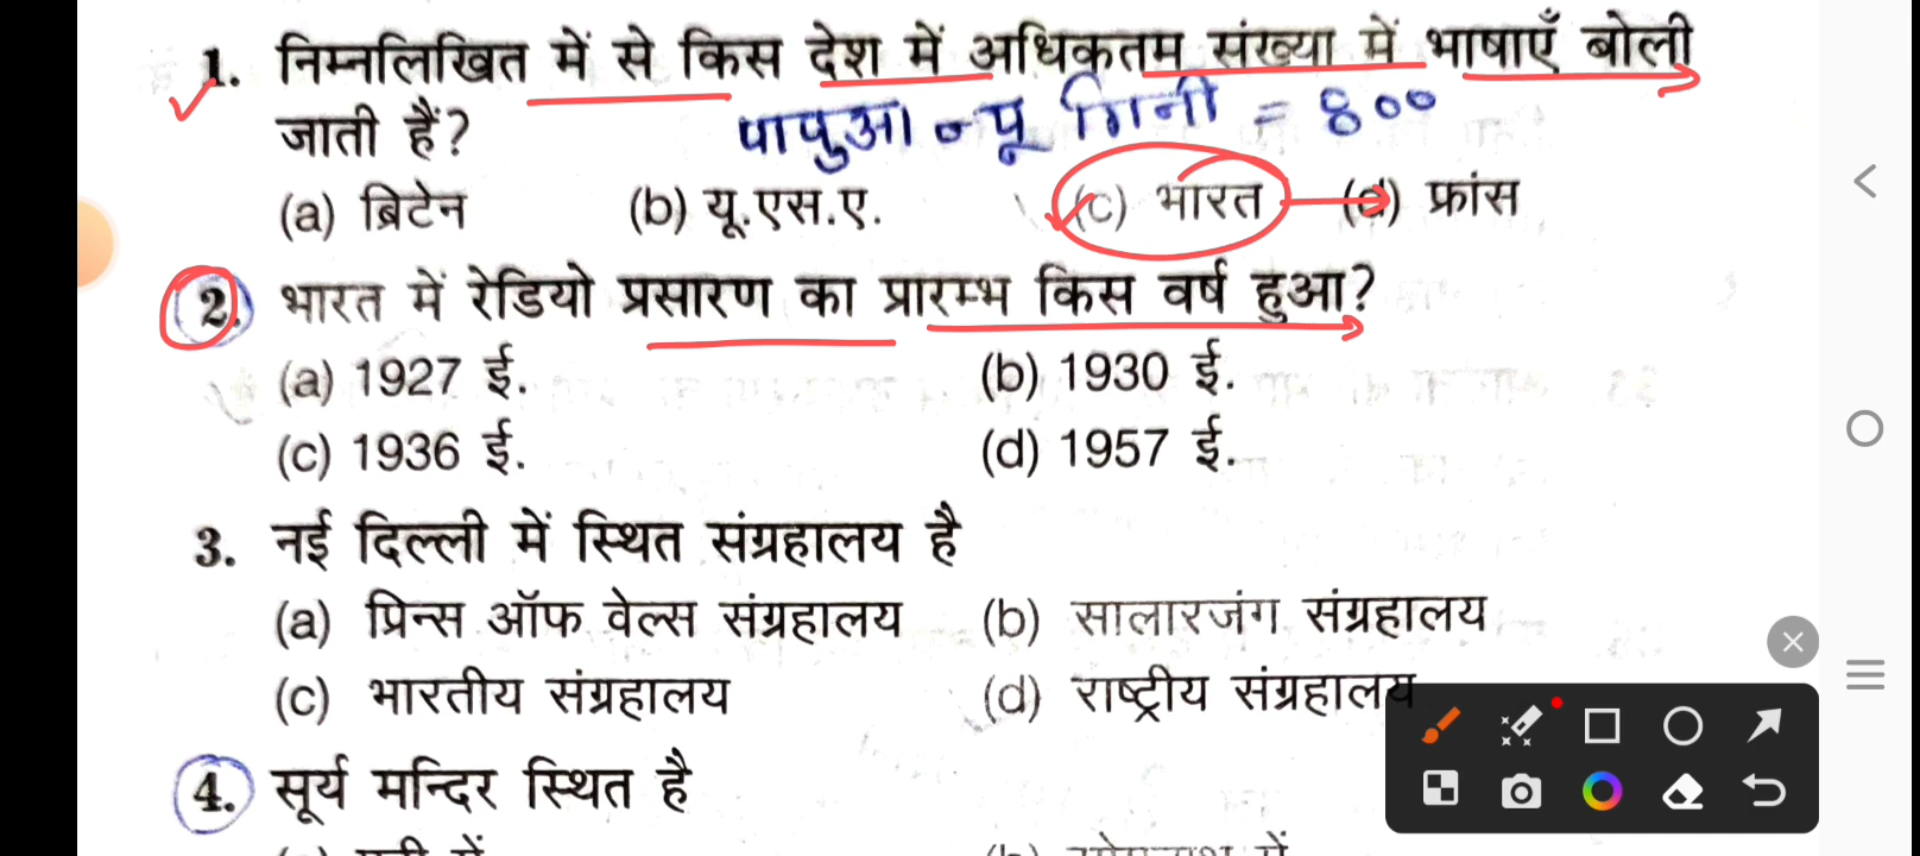 1. निम्नलिखित में से किस देश में अधिकतम संख्या में भाषाएँ बोली
जाती हैं?
पापुआ न्यू गिनी = 800
(a) ब्रिटेन (b) यू.एस.ए. (c) भारत (d) फ्रांस
2. भारत में रेडियो प्रसारण का प्रारम्भ किस वर्ष हुआ?
(a) 1927 ई. (b) 1930 ई.
(c) 1936 ई. (d) 1957 ई.
3. नई दिल्ली में स्थित संग्रहालय है
(a) प्रिन्स ऑफ वेल्स संग्रहालय (b) सालारजंग संग्रहालय
(c) भारतीय संग्रहालय (d) राष्ट्रीय संग्रहालय
4. सूर्य मन्दिर स्थित है